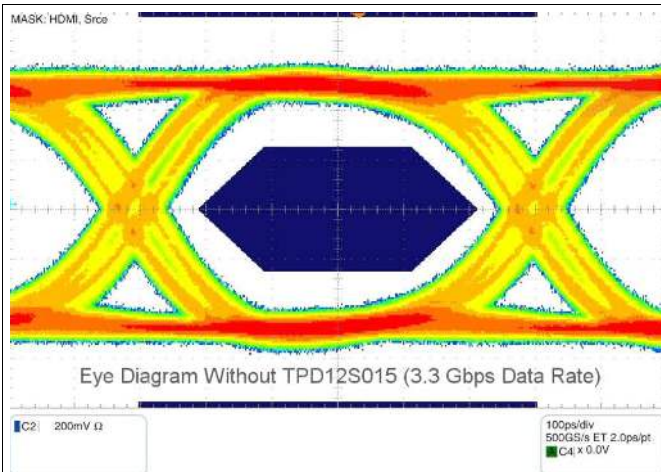 MASK: HDMI, Srce
Eye Diagram Without TPD12S015 (3.3 Gbps Data Rate)
C2 200mV Ω
100ps/div
500GS/s ET 2.0ps/pt
A C4 x 0.0V